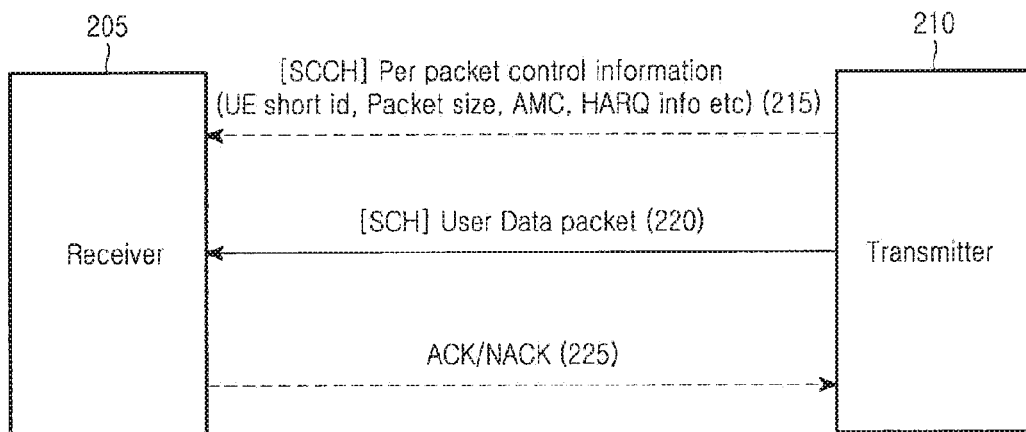 205
210
[SCCH] Per packet control information
(UE short id, Packet size, AMC, HARQ info etc) (215)
[SCH] User Data packet (220)
Receiver
Transmitter
ACK/NACK (225)